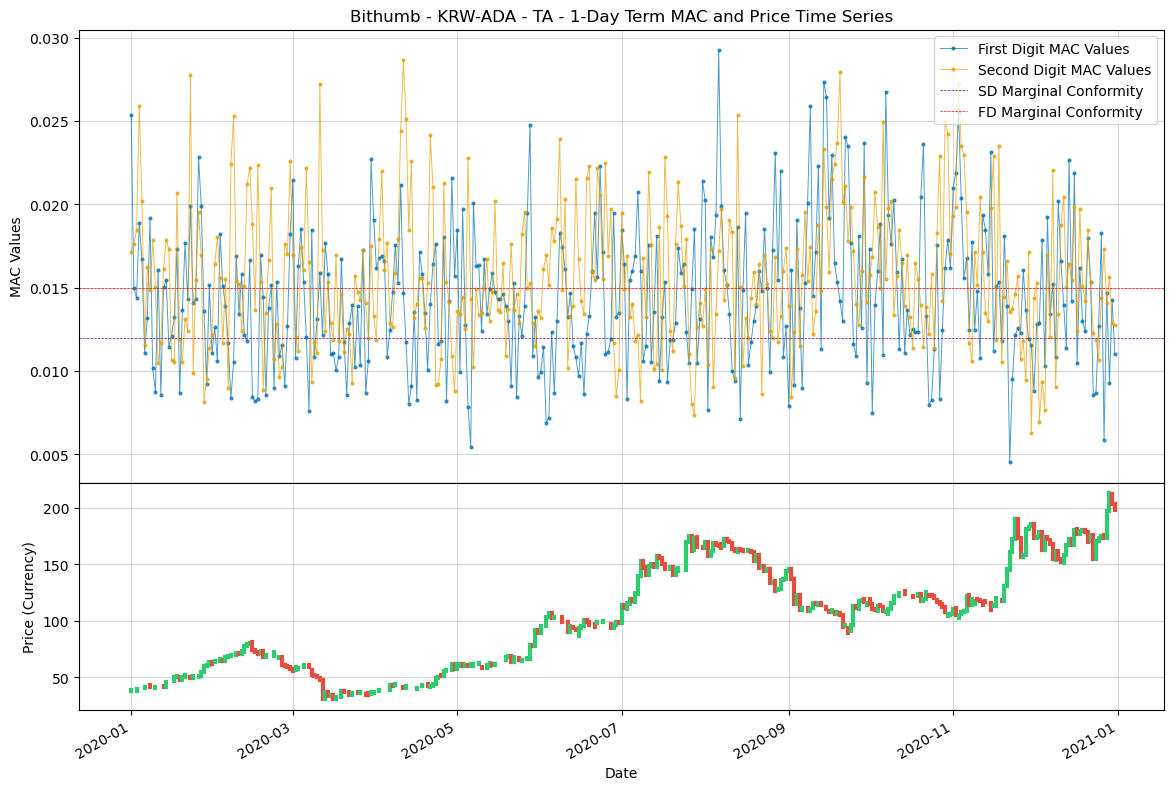 Bithumb - KRW-ADA - TA - 1-Day Term MAC and Price Time Series
First Digit MAC Values
Second Digit MAC Values
SD Marginal Conformity
FD Marginal Conformity
MAC Values
0.030
0.025
0.020
0.015
0.010
0.005
Price (Currency)
200
150
100
50
2020-01
2020-03
2020-05
2020-07
2020-09
2020-11
2021-01
Date